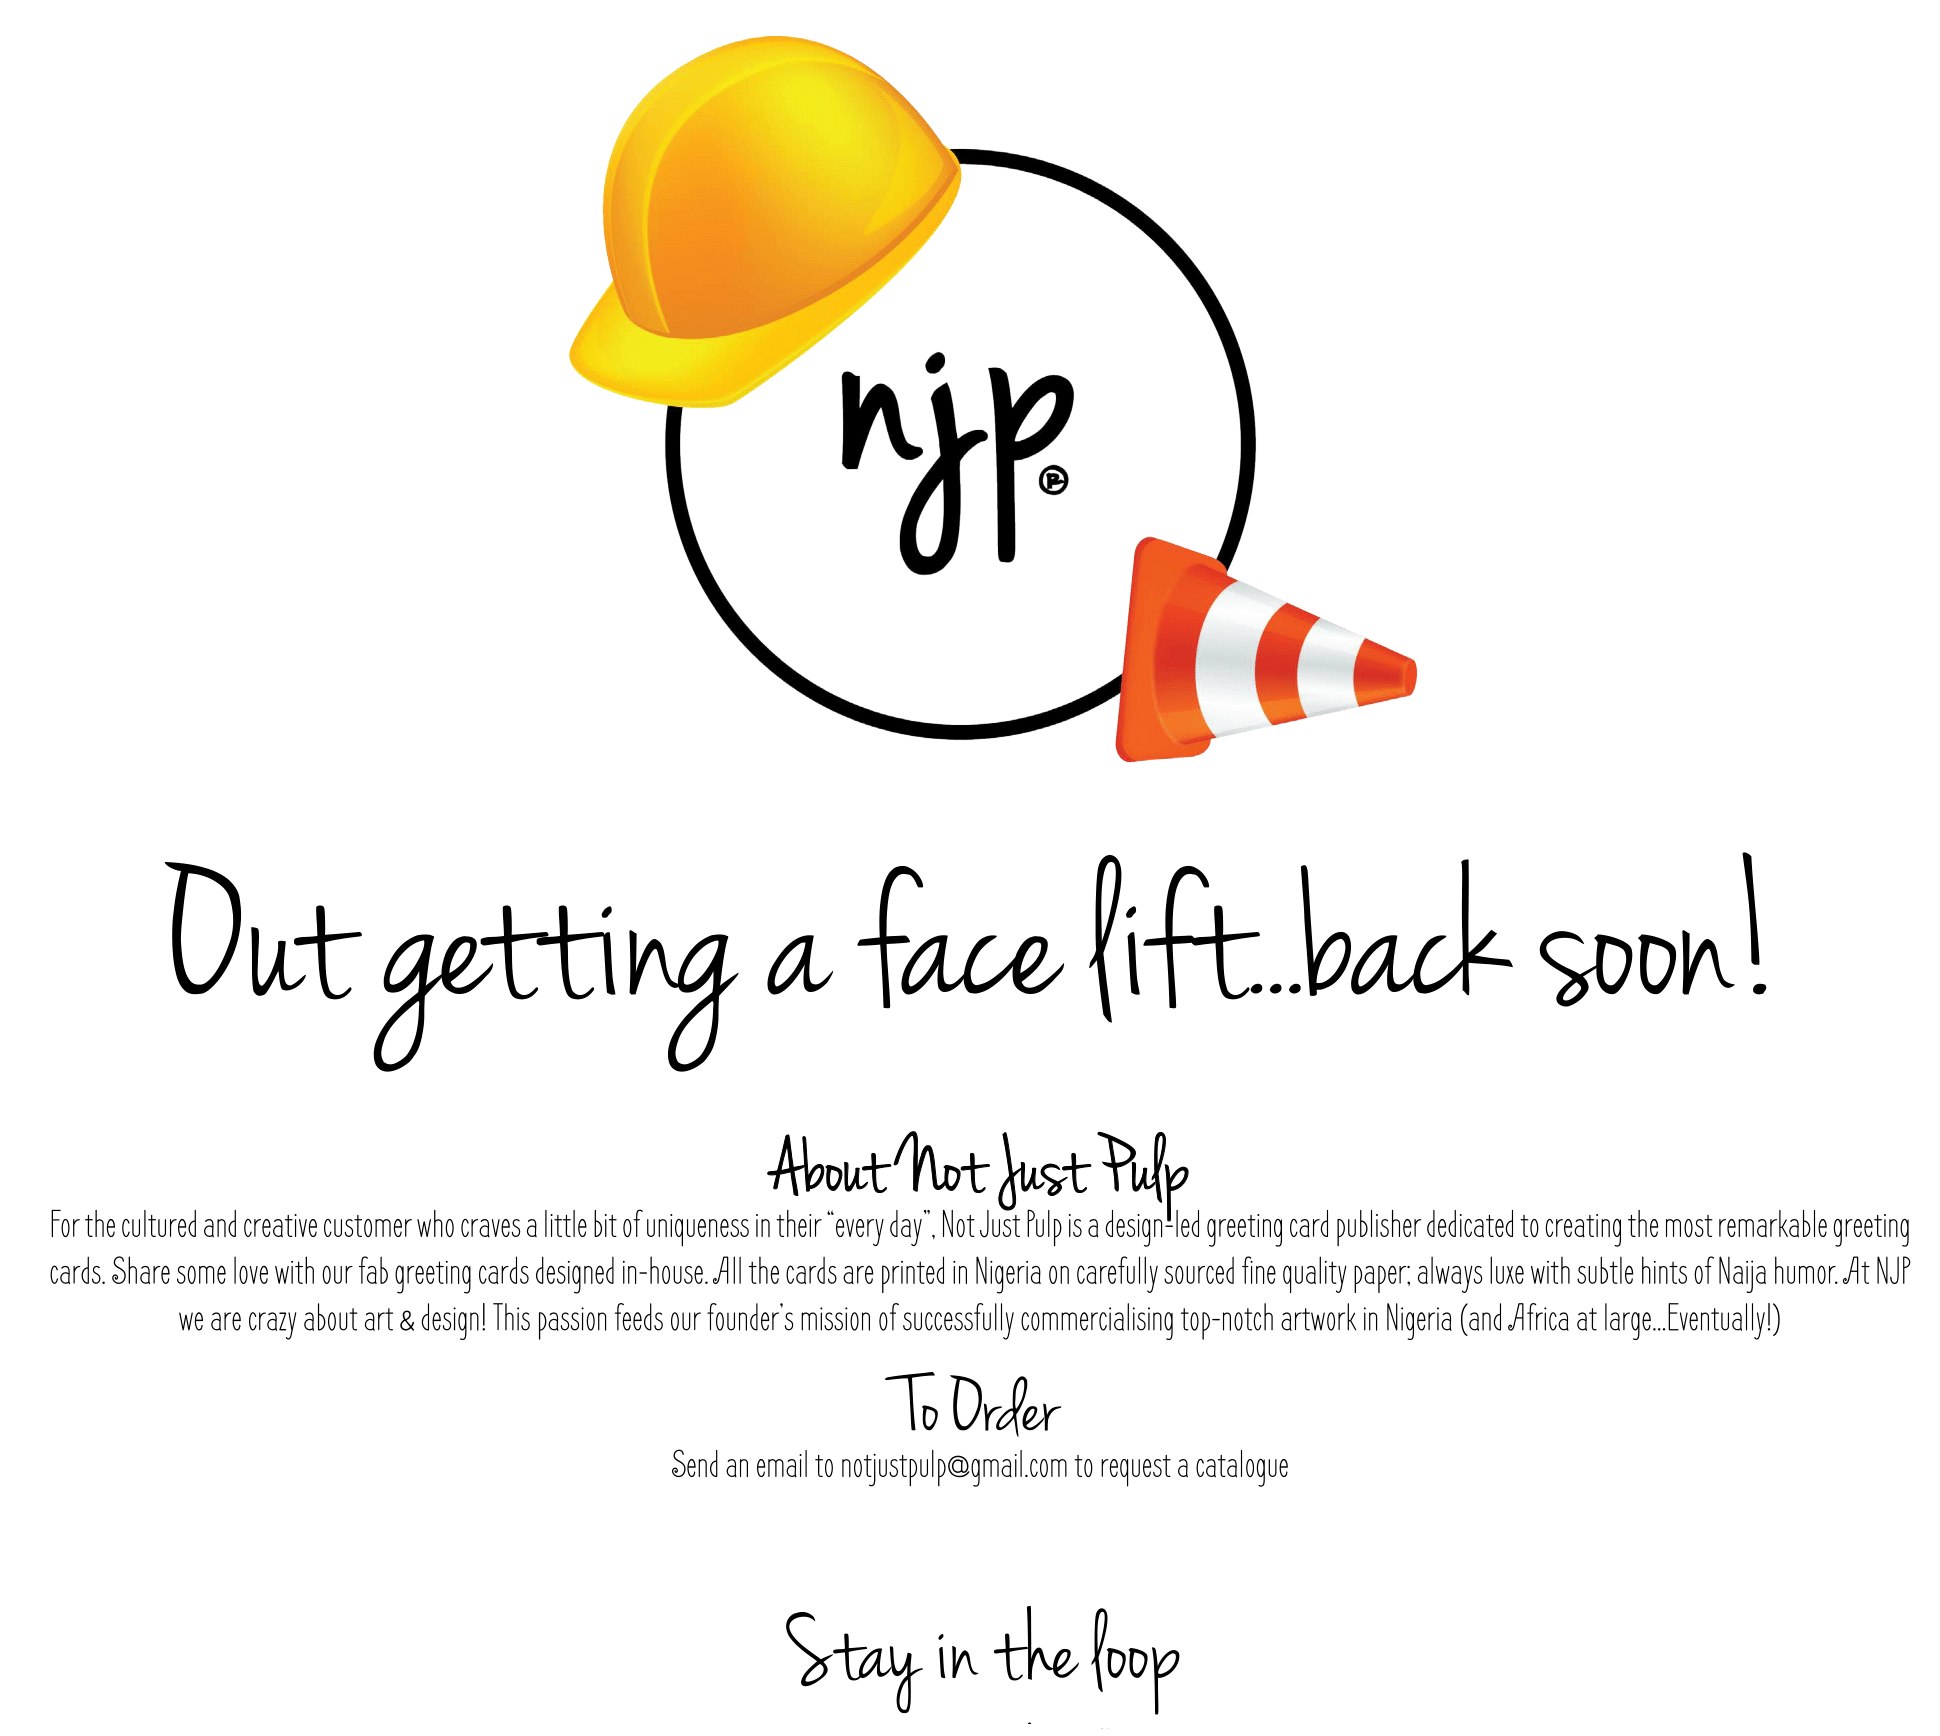 njp
Out getting a face lift...back soon!
About Not Just Pulp
For the cultured and creative customer who craves a little bit of uniqueness in their “every day”, Not Just Pulp is a design-led greeting card publisher dedicated to creating the most remarkable greeting
cards. Share some love with our fab greeting cards designed in-house. All the cards are printed in Nigeria on carefully sourced fine quality paper; always luxe with subtle hints of Naija humor. At NJP
we are crazy about art & design! This passion feeds our founder’s mission of successfully commercialising top-notch artwork in Nigeria (and Africa at large...Eventually!)
To Order
Send an email to notjustpulp@gmail.com to request a catalogue
Stay in the loop